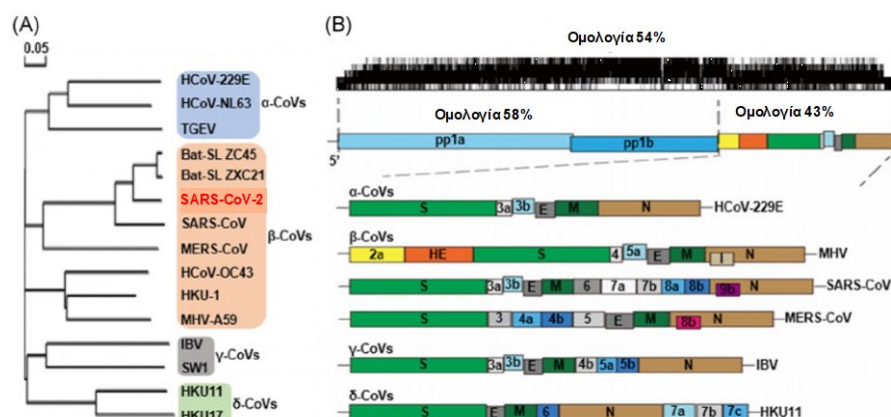 (A)
0.05
HCoV-229E
HCoV-NL63
TGEV
α-CoVs
Bat-SL ZC45
Bat-SL ZXC21
SARS-CoV-2
SARS-CoV
MERS-CoV
HCoV-OC43
HKU-1
MHV-A59
β-CoVs
IBV
SW1
γ-CoVs
HKU11
HKU17
δ-CoVs
(B)
Ομολογία 54%
Ομολογία 58%
Ομολογία 43%
pp1a
pp1b
5'
α-CoVs
S 3a 3b E M N HCoV-229E
β-CoVs
2a HE S 4 5a E M I N MHV
S 3a 3b E M 6 7a 7b 8a 8b 9b N SARS-CoV
S 3 4a 4b 5 E M 8b N MERS-CoV
γ-CoVs
S 3a 3b E M 4b 5a 5b N IBV
δ-CoVs
S E M 6 N 7a 7b 7c HKU11